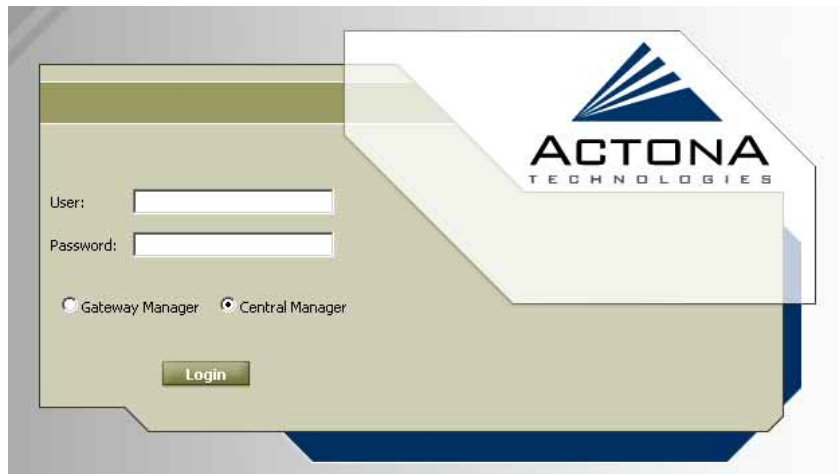 ACTONA
TECHNOLOGIES
User:
Password:
Gateway Manager Central Manager
Login